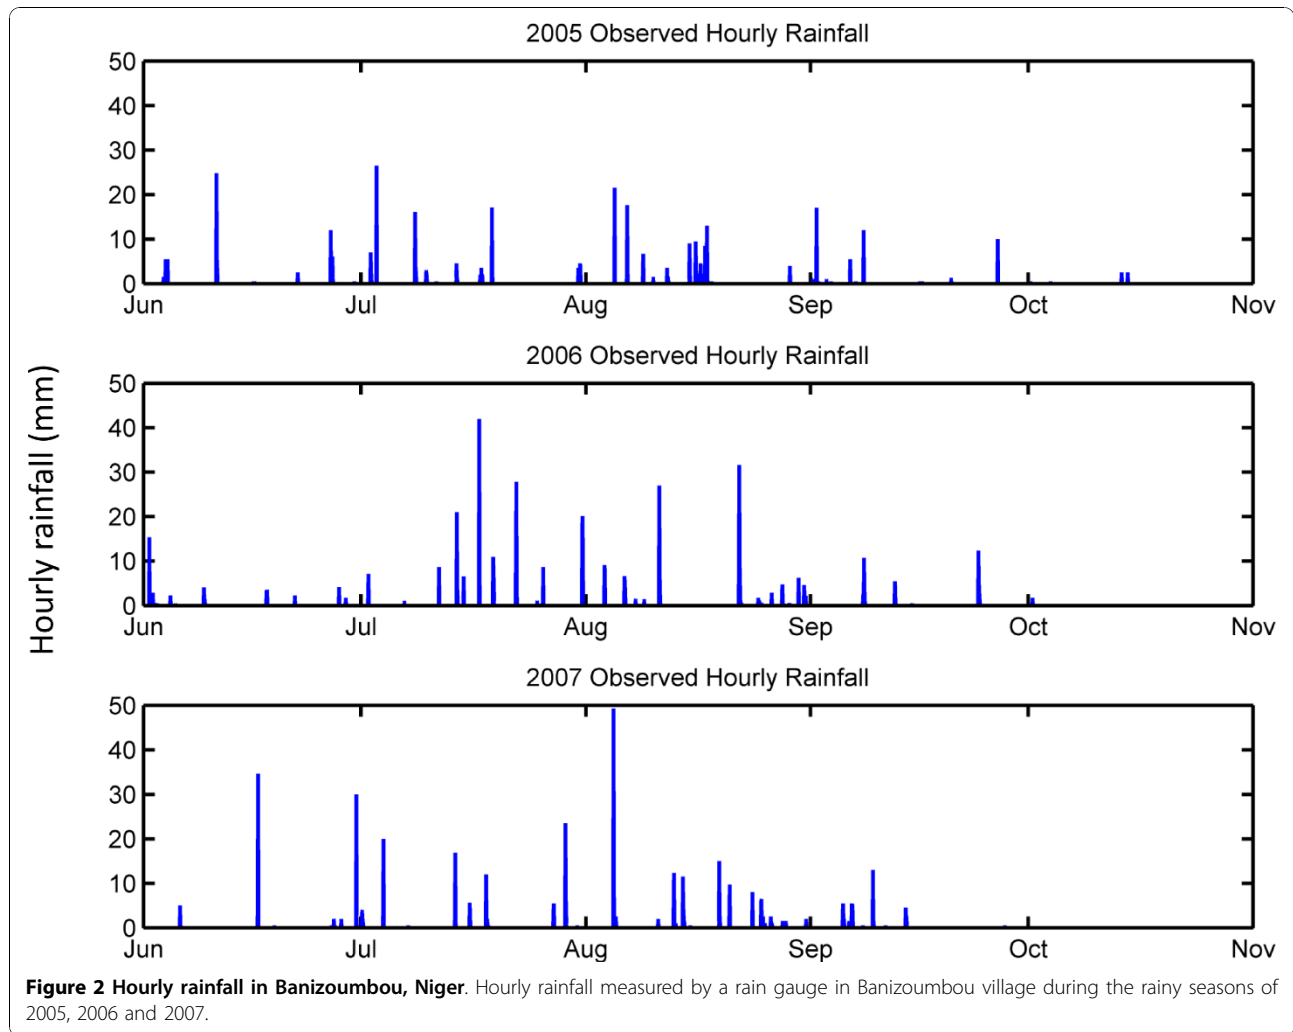 2005 Observed Hourly Rainfall
50
40
30
20
10
0
Jun Jul Aug Sep Oct Nov
2006 Observed Hourly Rainfall
50
40
30
20
10
0
Jun Jul Aug Sep Oct Nov
Hourly rainfall (mm)
2007 Observed Hourly Rainfall
50
40
30
20
10
0
Jun Jul Aug Sep Oct Nov
Figure 2 Hourly rainfall in Banizoumbou, Niger. Hourly rainfall measured by a rain gauge in Banizoumbou village during the rainy seasons of
2005, 2006 and 2007.